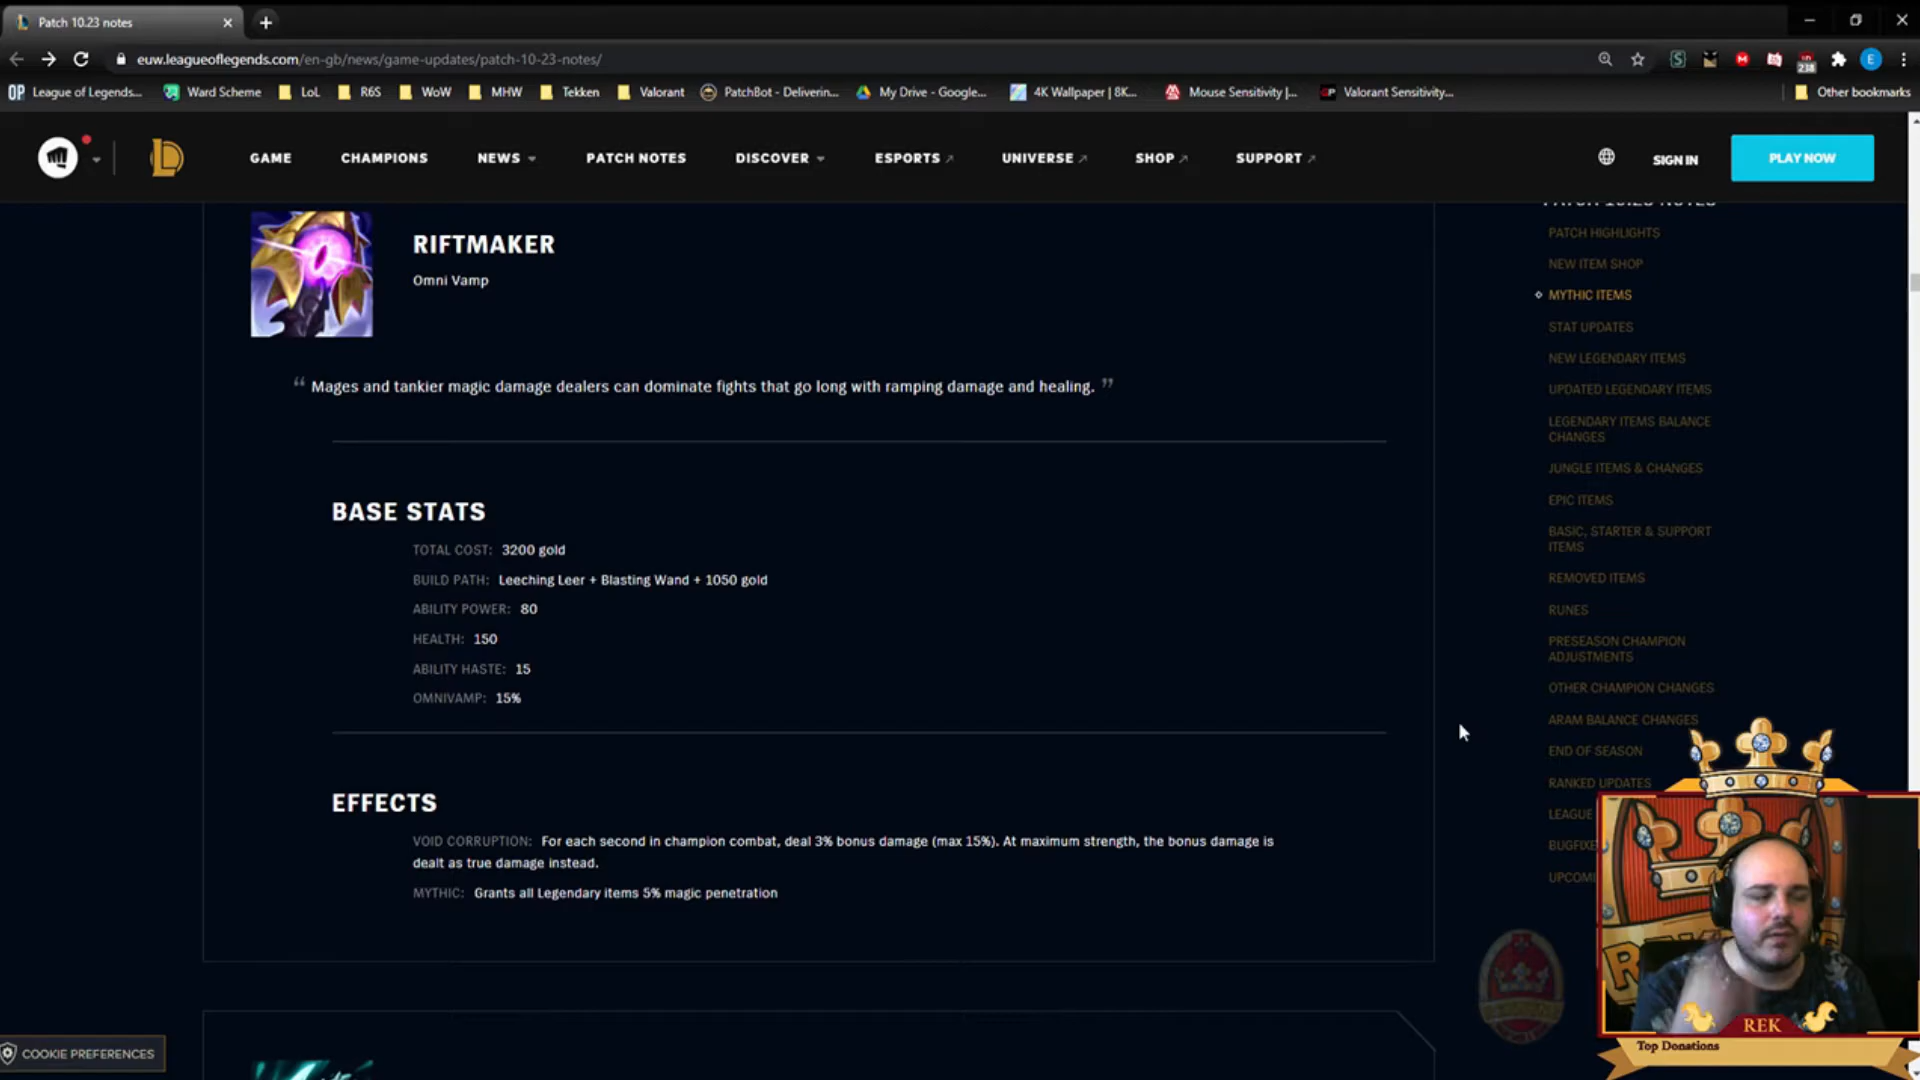 Patch 10.23 notes
euw.leagueoflegends.com/en-gb/news/game-updates/patch-10-23-notes/
238
E
OP League of Legends...
Ward Scheme
LoL
R6S
WoW
MHW
Tekken
Valorant
PatchBot - Deliverin...
My Drive - Google...
4K Wallpaper | 8K...
Mouse Sensitivity |...
Valorant Sensitivity...
Other bookmarks
GAME
CHAMPIONS
NEWS
PATCH NOTES
DISCOVER
ESPORTS
UNIVERSE
SHOP
SUPPORT
SIGN IN
PLAY NOW
RIFTMAKER
Omni Vamp
“ Mages and tankier magic damage dealers can dominate fights that go long with ramping damage and healing. ”
BASE STATS
TOTAL COST: 3200 gold
BUILD PATH: Leeching Leer + Blasting Wand + 1050 gold
ABILITY POWER: 80
HEALTH: 150
ABILITY HASTE: 15
OMNIVAMP: 15%
EFFECTS
VOID CORRUPTION: For each second in champion combat, deal 3% bonus damage (max 15%). At maximum strength, the bonus damage is
dealt as true damage instead.
MYTHIC: Grants all Legendary items 5% magic penetration
PATCH 10.23 NOTES
PATCH HIGHLIGHTS
NEW ITEM SHOP
MYTHIC ITEMS
STAT UPDATES
NEW LEGENDARY ITEMS
UPDATED LEGENDARY ITEMS
LEGENDARY ITEMS BALANCE
CHANGES
JUNGLE ITEMS & CHANGES
EPIC ITEMS
BASIC, STARTER & SUPPORT
ITEMS
REMOVED ITEMS
RUNES
PRESEASON CHAMPION
ADJUSTMENTS
OTHER CHAMPION CHANGES
ARAM BALANCE CHANGES
END OF SEASON
RANKED UPDATES
LEAGUE
BUGFIXE
UPCOMI
REK
Top Donations
COOKIE PREFERENCES